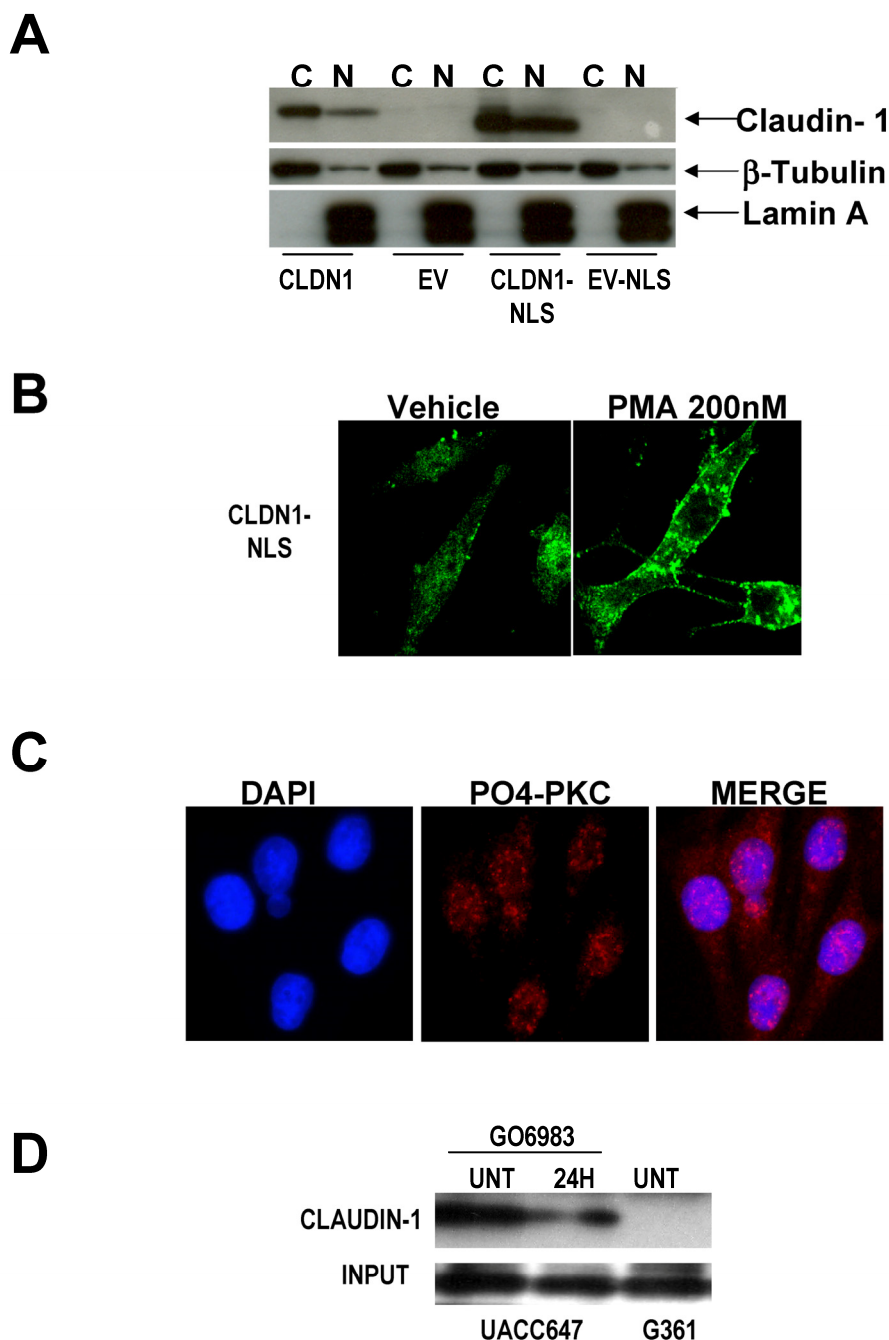 A
C N C N C N C N
Claudin- 1
β-Tubulin
Lamin A
CLDN1 EV CLDN1- EV-NLS
NLS
B
Vehicle PMA 200nM
CLDN1-
NLS
C
DAPI PO4-PKC MERGE
D
GO6983
UNT 24H UNT
CLAUDIN-1
INPUT
UACC647 G361